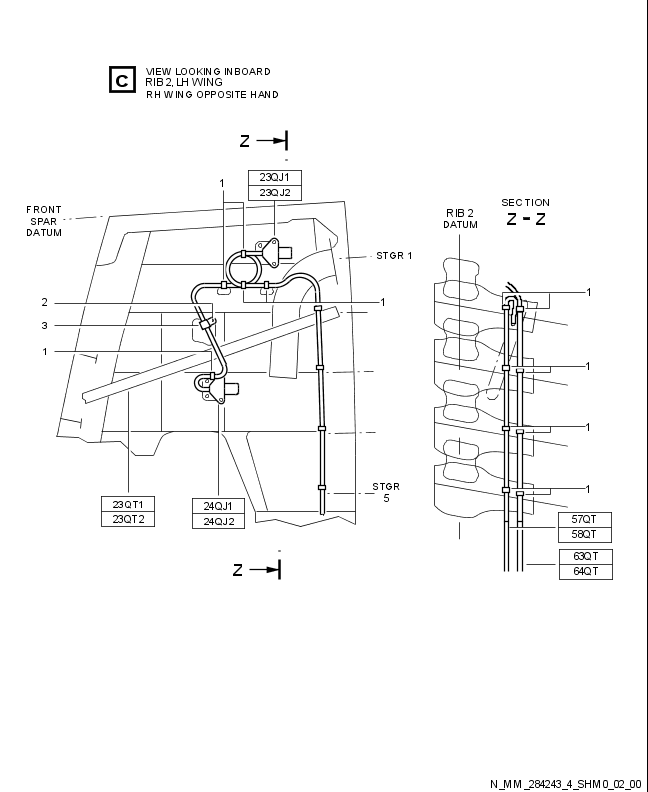 C
VIEW LOOKING INBOARD
RIB 2, LH WING
RH WING OPPOSITE HAND
Z
1
23QJ1
23QJ2
FRONT
SPAR
DATUM
STGR 1
2
1
3
1
23QT1
23QT2
24QJ1
24QJ2
STGR
5
Z
RIB 2
DATUM
SECTION
Z - Z
1
1
1
1
57QT
58QT
63QT
64QT
N_MM_284243_4_SHM0_02_00